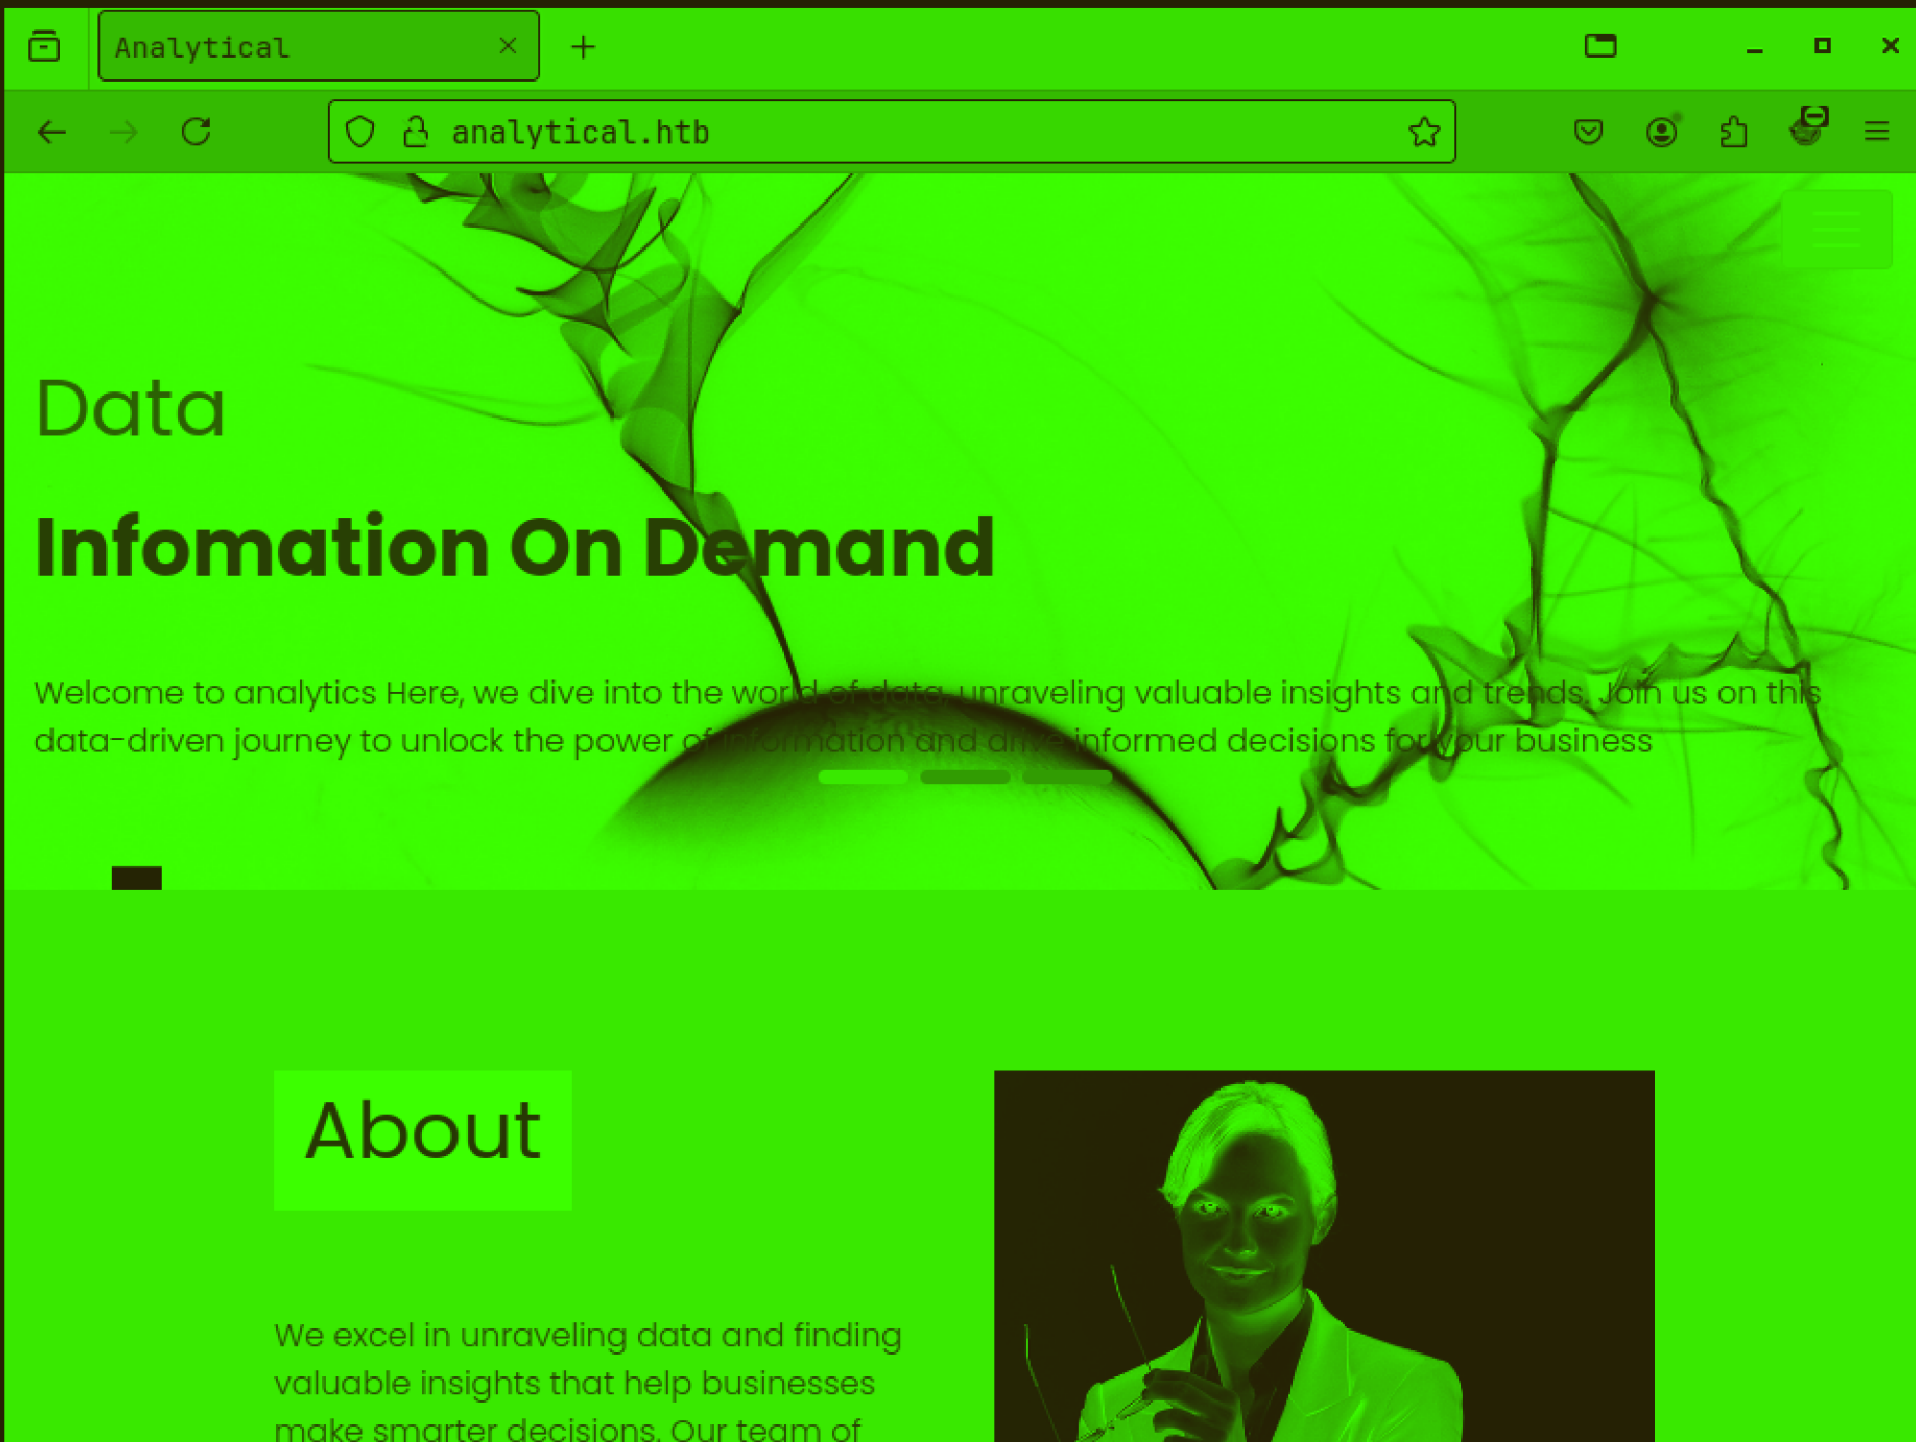 Analytical
analytical.htb
Data
Infomation On Demand
Welcome to analytics Here, we dive into the world of data, unraveling valuable insights and trends. Join us on this
data-driven journey to unlock the power of information and drive informed decisions for your business
About
We excel in unraveling data and finding
valuable insights that help businesses
make smarter decisions. Our team of